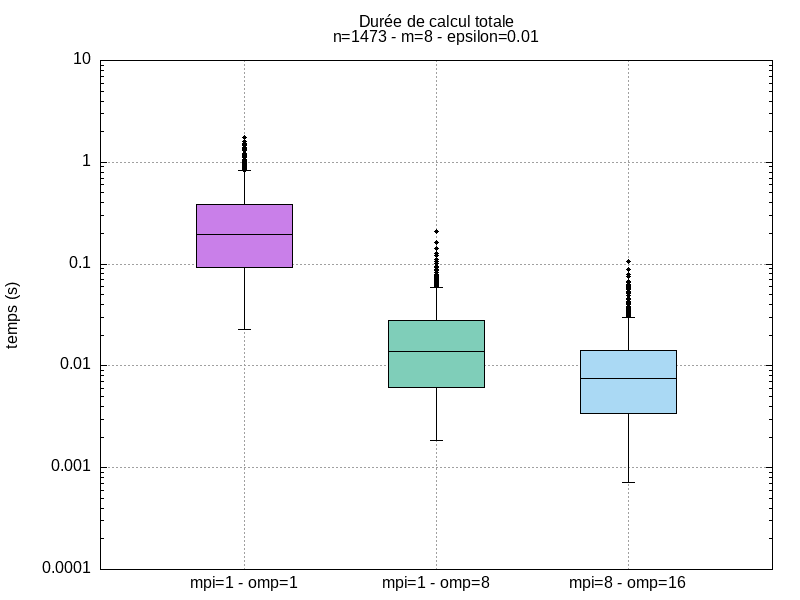 Durée de calcul totale
n=1473 - m=8 - epsilon=0.01
10
1
0.1
0.01
0.001
0.0001
temps (s)
mpi=1 - omp=1
mpi=1 - omp=8
mpi=8 - omp=16